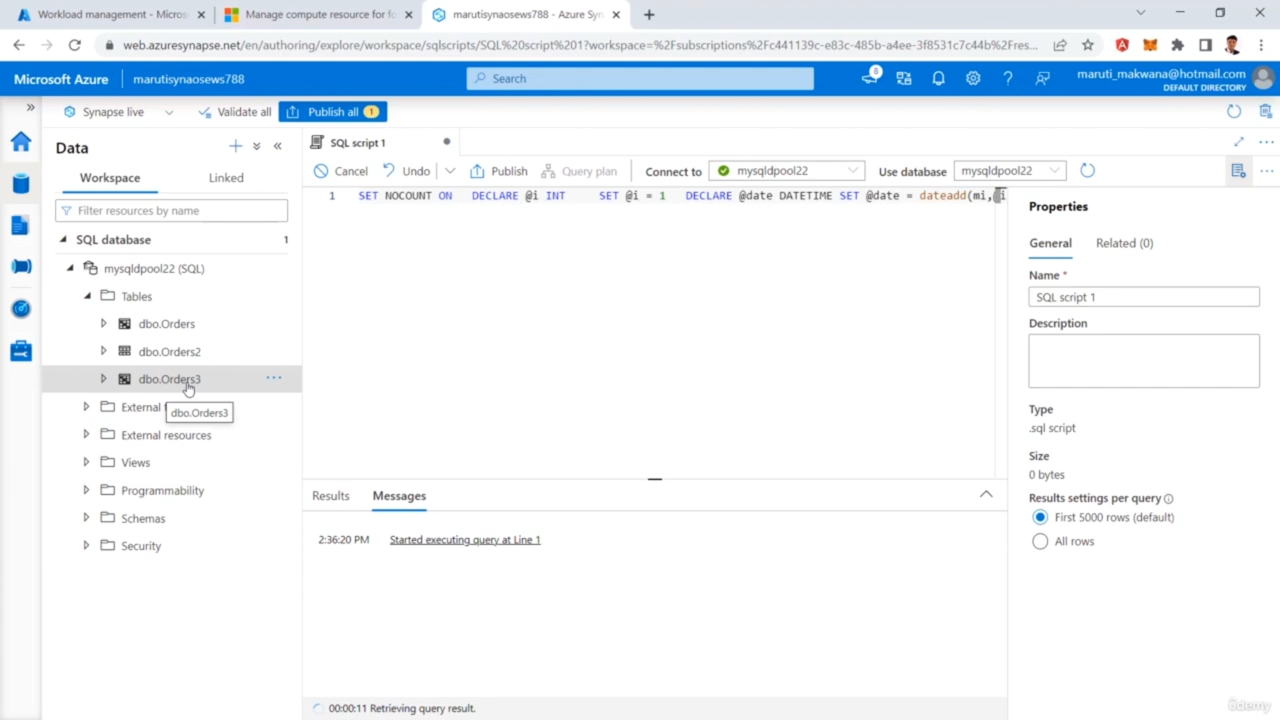 Workload management - Micros
Manage compute resource for fo
marutisynaosews788 - Azure Syn
web.azuresynapse.net/en/authoring/explore/workspace/sqlscripts/SQL%20script%201?workspace=%2Fsubscriptions%2Fc441139c-e83c-485b-a4ee-3f8531c7c44b%2Fres...
Microsoft Azure
marutisynaosews788
Search
8
maruti_makwana@hotmail.com
DEFAULT DIRECTORY
Synapse live
Validate all
Publish all
1
Data
Workspace
Linked
Filter resources by name
SQL database
1
mysqldpool22 (SQL)
Tables
dbo.Orders
dbo.Orders2
dbo.Orders3
External
dbo.Orders3
External resources
Views
Programmability
Schemas
Security
SQL script 1
Cancel
Undo
Publish
Query plan
Connect to
mysqldpool22
Use database
mysqldpool22
1 SET NOCOUNT ON DECLARE @i INT SET @i = 1 DECLARE @date DATETIME SET @date = dateadd(mi,@i
Results
Messages
2:36:20 PM Started executing query at Line 1
00:00:11 Retrieving query result.
Properties
General
Related (0)
Name *
SQL script 1
Description
Type
.sql script
Size
0 bytes
Results settings per query
First 5000 rows (default)
All rows
ûdemy